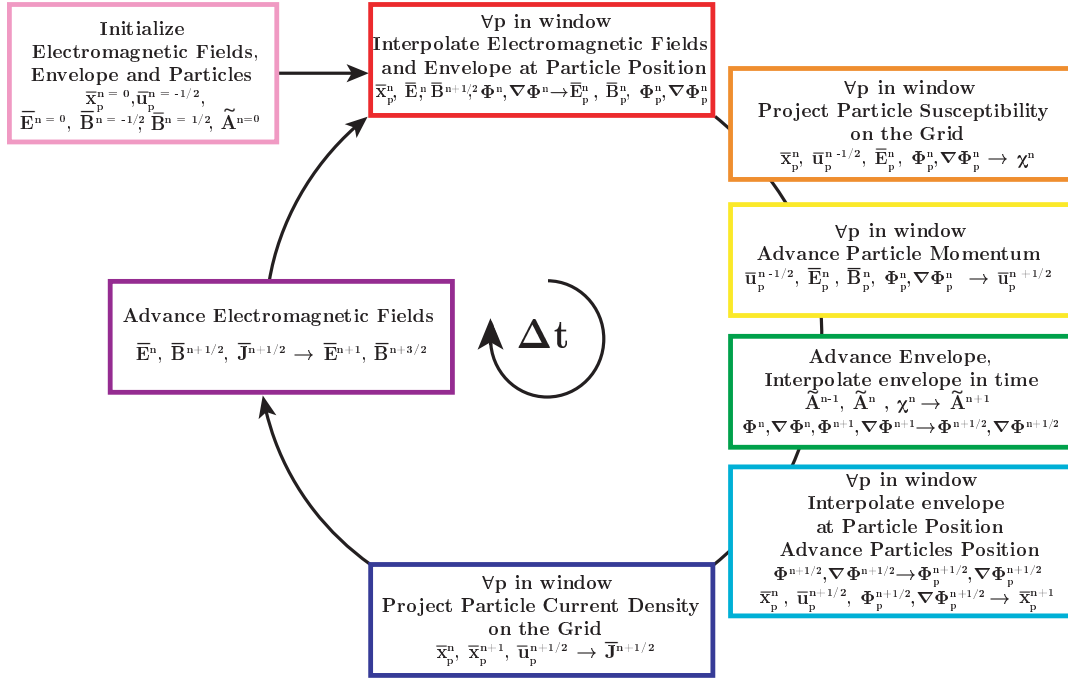 Initialize
Electromagnetic Fields,
Envelope and Particles
x̄ₚⁿ ⁼ ⁰, ūₚⁿ ⁼ ⁻¹ᐟ²,
Ēⁿ ⁼ ⁰, B̄ⁿ ⁼ ⁻¹ᐟ², B̄ⁿ ⁼ ¹ᐟ², Ãⁿ⁼⁰
∀p in window
Interpolate Electromagnetic Fields
and Envelope at Particle Position
x̄ₚⁿ, Ēⁿ, B̄ⁿ⁺¹ᐟ², Φⁿ, ∇Φⁿ → Ēₚⁿ, B̄ₚⁿ, Φₚⁿ, ∇Φₚⁿ
∀p in window
Project Particle Susceptibility
on the Grid
x̄ₚⁿ, ūₚⁿ⁻¹ᐟ², Ēₚⁿ, Φₚⁿ, ∇Φₚⁿ → χⁿ
∀p in window
Advance Particle Momentum
ūₚⁿ⁻¹ᐟ², Ēₚⁿ, B̄ₚⁿ, Φₚⁿ, ∇Φₚⁿ → ūₚⁿ⁺¹ᐟ²
Advance Envelope,
Interpolate envelope in time
Ãⁿ⁻¹, Ãⁿ, χⁿ → Ãⁿ⁺¹
Φⁿ, ∇Φⁿ, Φⁿ⁺¹, ∇Φⁿ⁺¹ → Φⁿ⁺¹ᐟ², ∇Φⁿ⁺¹ᐟ²
∀p in window
Interpolate envelope
at Particle Position
Advance Particles Position
Φⁿ⁺¹ᐟ², ∇Φⁿ⁺¹ᐟ² → Φₚⁿ⁺¹ᐟ², ∇Φₚⁿ⁺¹ᐟ²
x̄ₚⁿ, ūₚⁿ⁺¹ᐟ², Φₚⁿ⁺¹ᐟ², ∇Φₚⁿ⁺¹ᐟ² → x̄ₚⁿ⁺¹
∀p in window
Project Particle Current Density
on the Grid
x̄ₚⁿ, x̄ₚⁿ⁺¹, ūₚⁿ⁺¹ᐟ² → J̄ⁿ⁺¹ᐟ²
Advance Electromagnetic Fields
Ēⁿ, B̄ⁿ⁺¹ᐟ², J̄ⁿ⁺¹ᐟ² → Ēⁿ⁺¹, B̄ⁿ⁺³ᐟ²
Δt